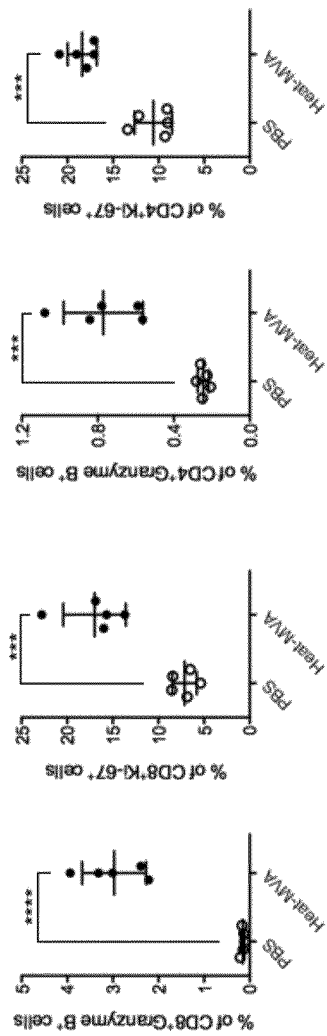 % of CD8⁺Granzyme B⁺ cells
5
4
3
2
1
0
****
PBS
Heat-MVA
% of CD8⁺Ki-67⁺ cells
25
20
15
10
5
0
***
PBS
Heat-MVA
% of CD4⁺Granzyme B⁺ cells
1.2
0.8
0.4
0.0
***
PBS
Heat-MVA
% of CD4⁺Ki-67⁺ cells
25
20
15
10
5
0
***
PBS
Heat-MVA